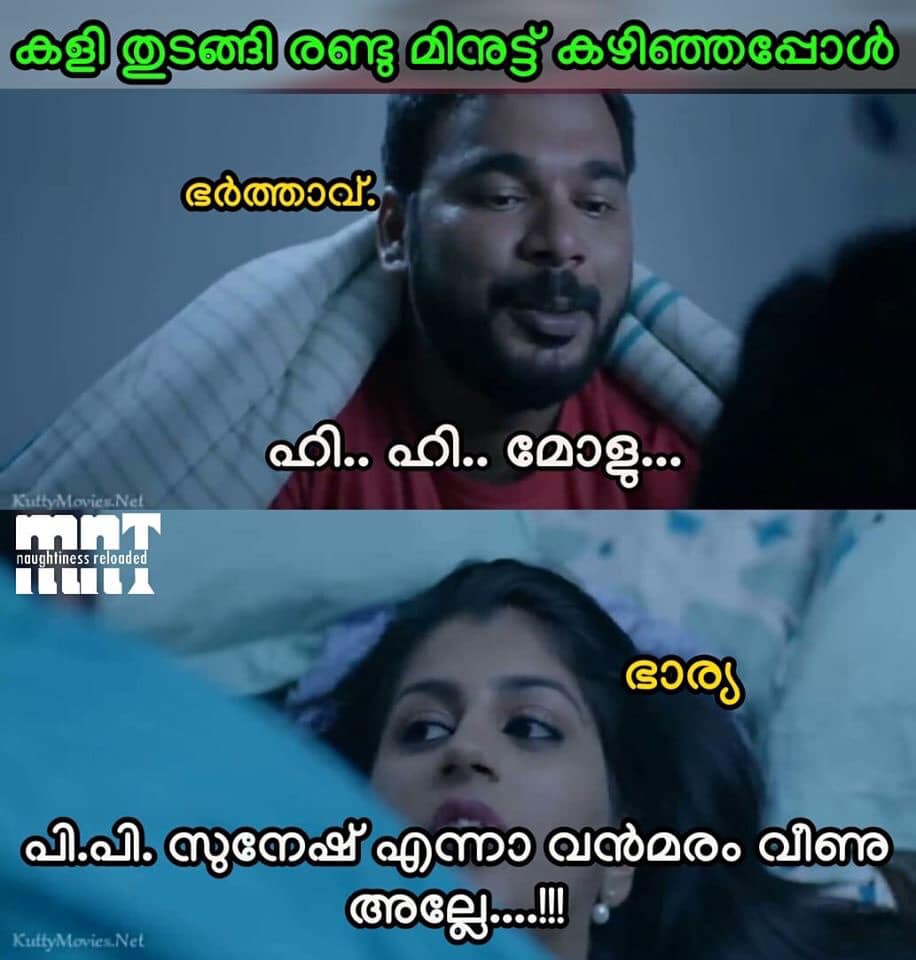 കളി തുടങ്ങി രണ്ടു മിനുട്ട് കഴിഞ്ഞപ്പോൾ
ഭർത്താവ്.
ഹി.. ഹി.. മോളു...
KuttyMovies.Net
mnT
naughtiness reloaded
ഭാര്യ
പി.പി. സുനേഷ് എന്നാ വൻമരം വീണു
അല്ലേ....!!!
KuttyMovies.Net